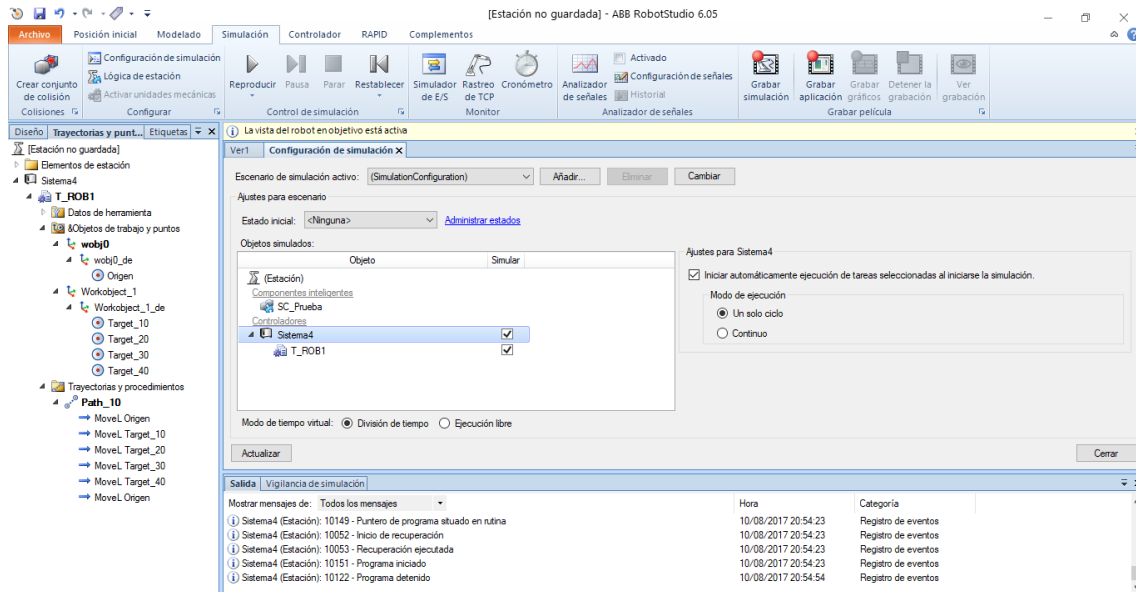 [Estación no guardada] - ABB RobotStudio 6.05
Archivo Posición inicial Modelado Simulación Controlador RAPID Complementos
Crear conjunto de colisión
Colisiones
Configuración de simulación
Lógica de estación
Activar unidades mecánicas
Configurar
Reproducir Pausa Parar Restablecer
Control de simulación
Simulador de E/S
Rastreo de TCP
Cronómetro
Monitor
Analizador de señales
Activado
Configuración de señales
Historial
Analizador de señales
Grabar simulación
Grabar aplicación
Grabar gráficos
Detener la grabación
Ver grabación
Grabar película
Diseño Trayectorias y punt... Etiquetas
[Estación no guardada]
Elementos de estación
Sistema4
T_ROB1
Datos de herramienta
&Objetos de trabajo y puntos
wobj0
wobj0_de
Origen
Workobject_1
Workobject_1_de
Target_10
Target_20
Target_30
Target_40
Trayectorias y procedimientos
Path_10
MoveL Origen
MoveL Target_10
MoveL Target_20
MoveL Target_30
MoveL Target_40
MoveL Origen
La vista del robot en objetivo está activa
Ver1 Configuración de simulación
Escenario de simulación activo: (SimulationConfiguration) Añadir... Eliminar Cambiar
Ajustes para escenario
Estado inicial: <Ninguna> Administrar estados
Objetos simulados:
Objeto Simular
(Estación)
Componentes inteligentes
SC_Prueba
Controladores
Sistema4
T_ROB1
Ajustes para Sistema4
Iniciar automáticamente ejecución de tareas seleccionadas al iniciarse la simulación.
Modo de ejecución
Un solo ciclo
Continuo
Modo de tiempo virtual: División de tiempo Ejecución libre
Actualizar Cerrar
Salida Vigilancia de simulación
Mostrar mensajes de: Todos los mensajes Hora Categoría
Sistema4 (Estación): 10149 - Puntero de programa situado en rutina 10/08/2017 20:54:23 Registro de eventos
Sistema4 (Estación): 10052 - Inicio de recuperación 10/08/2017 20:54:23 Registro de eventos
Sistema4 (Estación): 10053 - Recuperación ejecutada 10/08/2017 20:54:23 Registro de eventos
Sistema4 (Estación): 10151 - Programa iniciado 10/08/2017 20:54:23 Registro de eventos
Sistema4 (Estación): 10122 - Programa detenido 10/08/2017 20:54:54 Registro de eventos